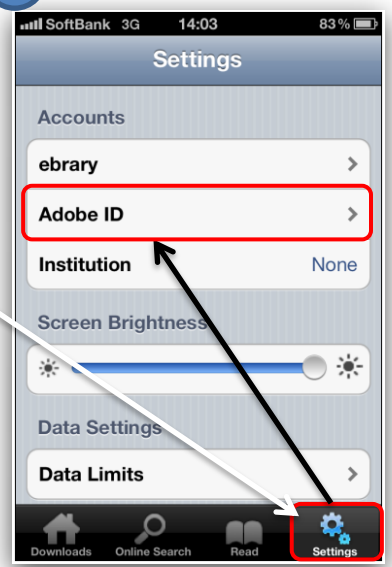 SoftBank 3G 14:03 83%
Settings
Accounts
ebrary
Adobe ID
Institution None
Screen Brightness
Data Settings
Data Limits
Downloads Online Search Read Settings